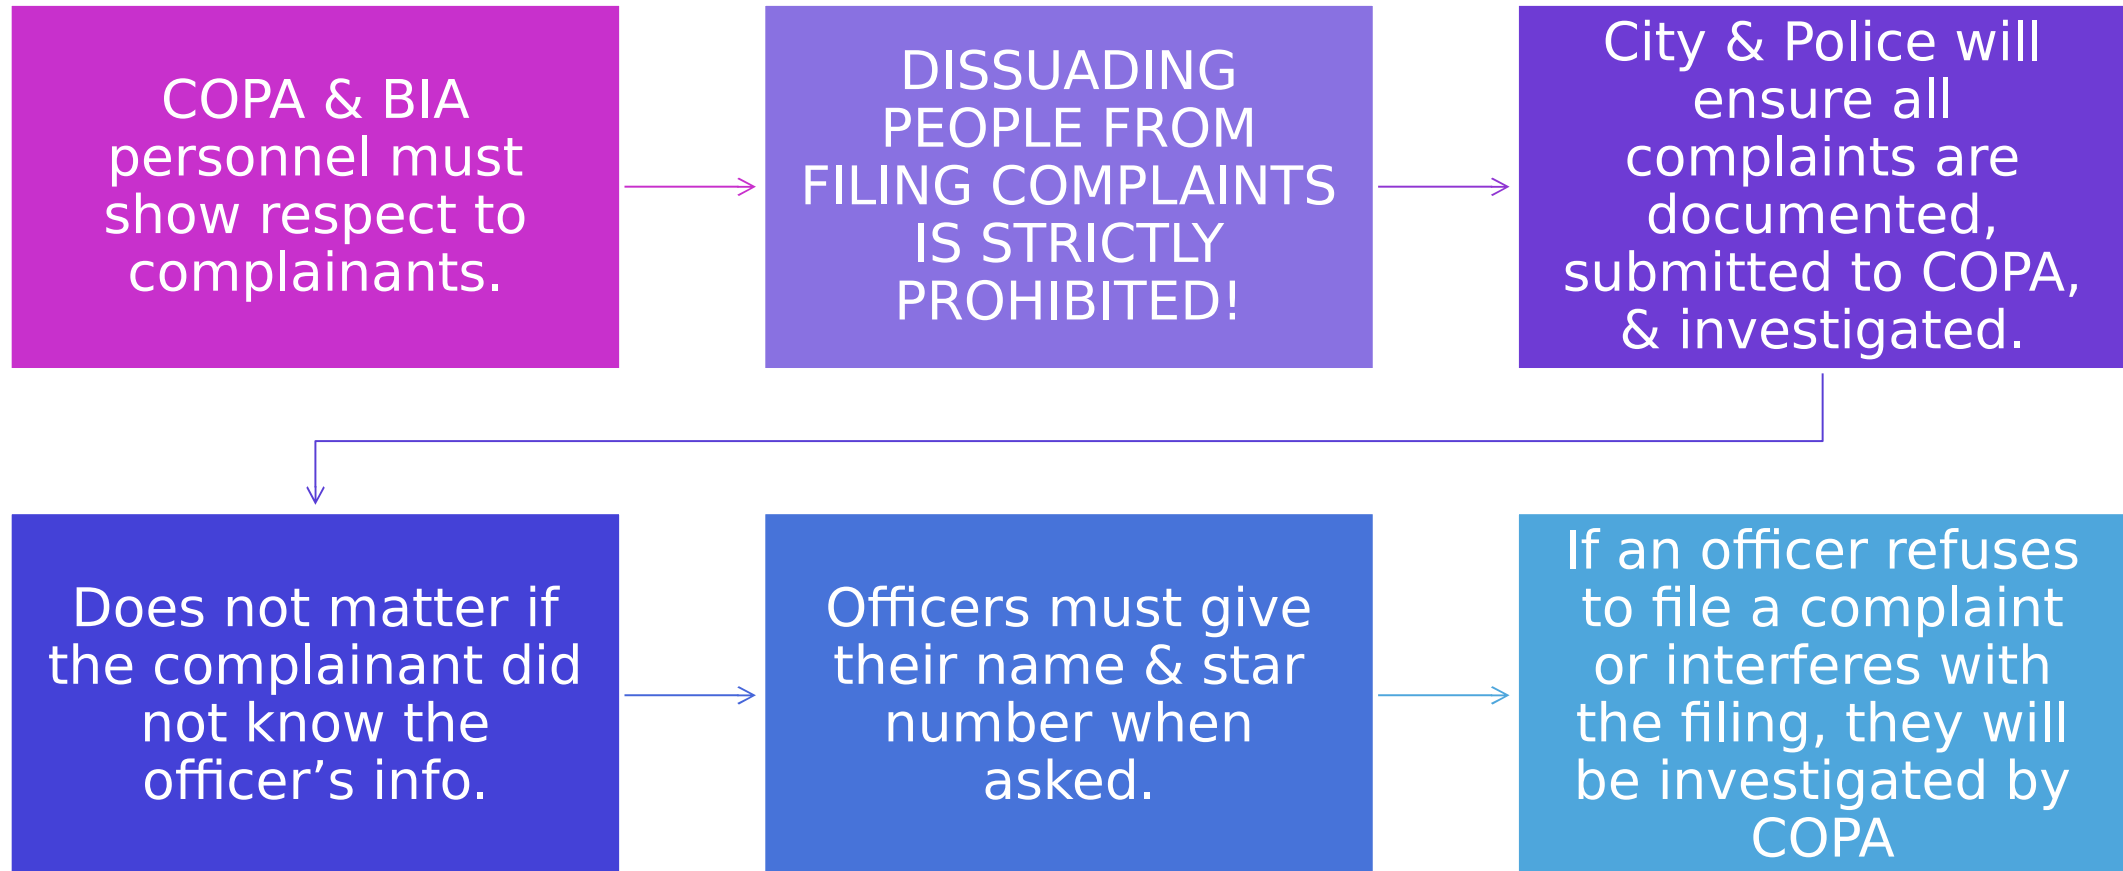 COPA & BIA
personnel must
show respect to
complainants.
DISSUADING
PEOPLE FROM
FILING COMPLAINTS
IS STRICTLY
PROHIBITED!
City & Police will
ensure all
complaints are
documented,
submitted to COPA,
& investigated.
Does not matter if
the complainant did
not know the
officer’s info.
Officers must give
their name & star
number when
asked.
If an officer refuses
to file a complaint
or interferes with
the filing, they will
be investigated by
COPA